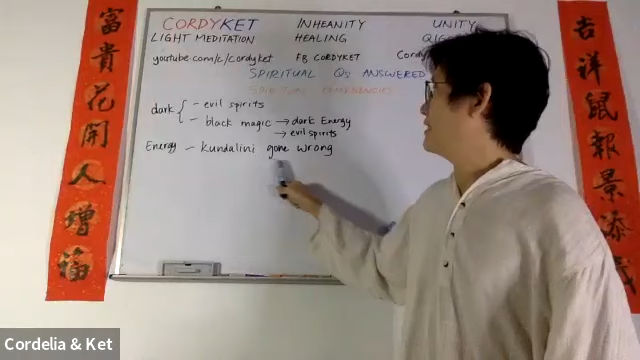 富貴花開人增福
CORDYKET INHEANITY UNITY
LIGHT MEDITATION HEALING
youtube.com/c/cordyket FB CORDYKET
SPIRITUAL Qs ANSWERED
SPIRITUAL EMERGENCIES
dark { - evil spirits
- black magic → dark Energy
→ evil spirits
Energy - Kundalini gone wrong
吉祥鼠報景添
Cordelia & Ket